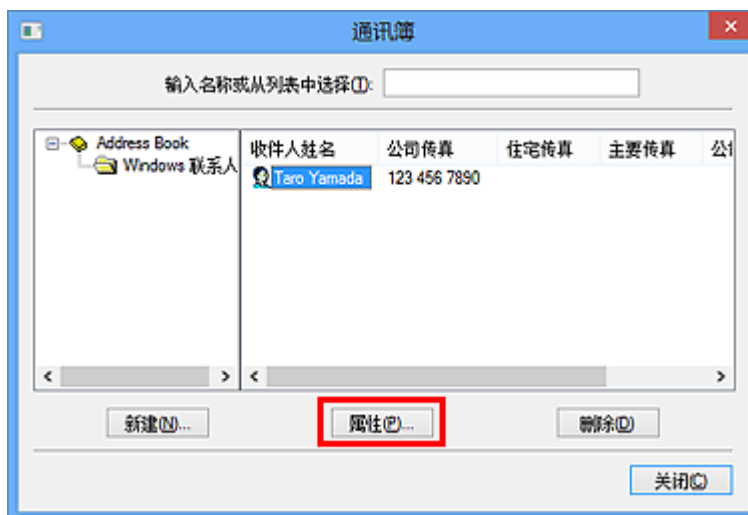 通讯簿
输入名称或从列表中选择(T):
Address Book
Windows 联系人
收件人姓名 公司传真 住宅传真 主要传真
Taro Yamada 123 456 7890
新建(N)... 属性(P)... 删除(D)
关闭(C)